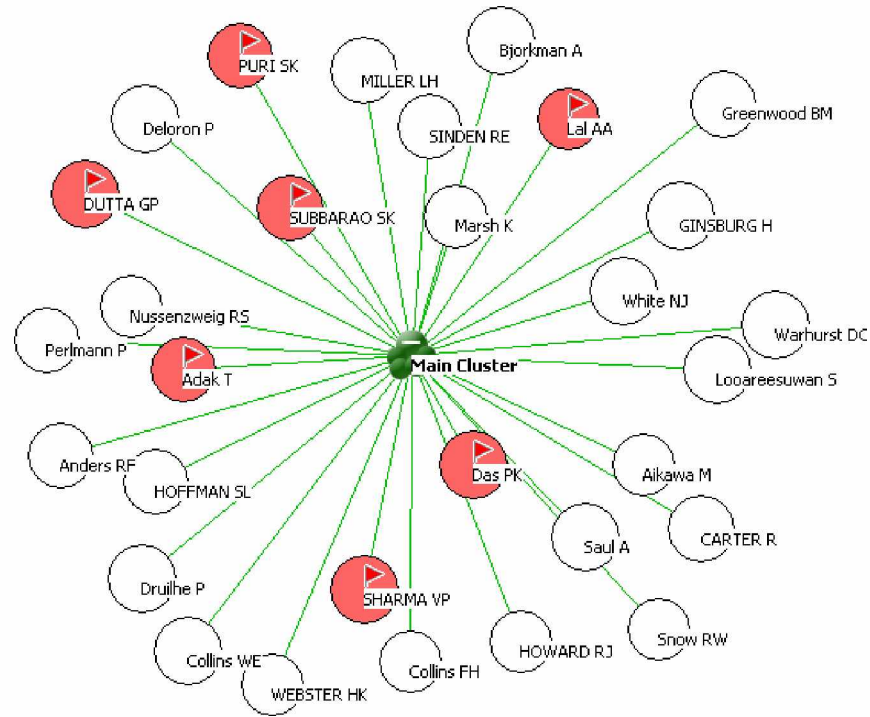 Bjorkman A
PURI SK
MILLER LH
Greenwood BM
Deloron P
SINDEN RE
Lal AA
DUTTA GP
SUBBARAO SK
Marsh K
GINSBURG H
White NJ
Nussenzweig RS
Warhurst DC
Perlmann P
Main Cluster
Adak T
Looareesuwan S
Anders RF
Das PK
Aikawa M
HOFFMAN SL
CARTER R
Saul A
Druilhe P
SHARMA VP
Snow RW
HOWARD RJ
Collins WE
Collins FH
WEBSTER HK